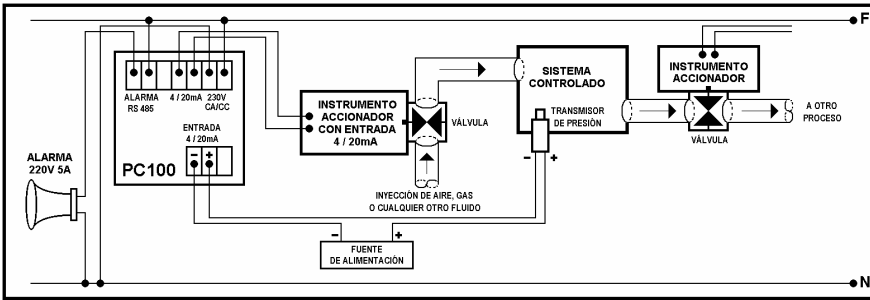 F
ALARMA
RS 485
4 / 20mA
230V
CA/CC
ENTRADA
4 / 20mA
- +
PC100
ALARMA
220V 5A
INSTRUMENTO
ACCIONADOR
CON ENTRADA
4 / 20mA
VÁLVULA
INYECCIÓN DE AIRE, GAS
O CUALQUIER OTRO FLUIDO
SISTEMA
CONTROLADO
TRANSMISOR
DE PRESIÓN
- +
INSTRUMENTO
ACCIONADOR
VÁLVULA
A OTRO
PROCESO
- +
FUENTE
DE ALIMENTACIÓN
N